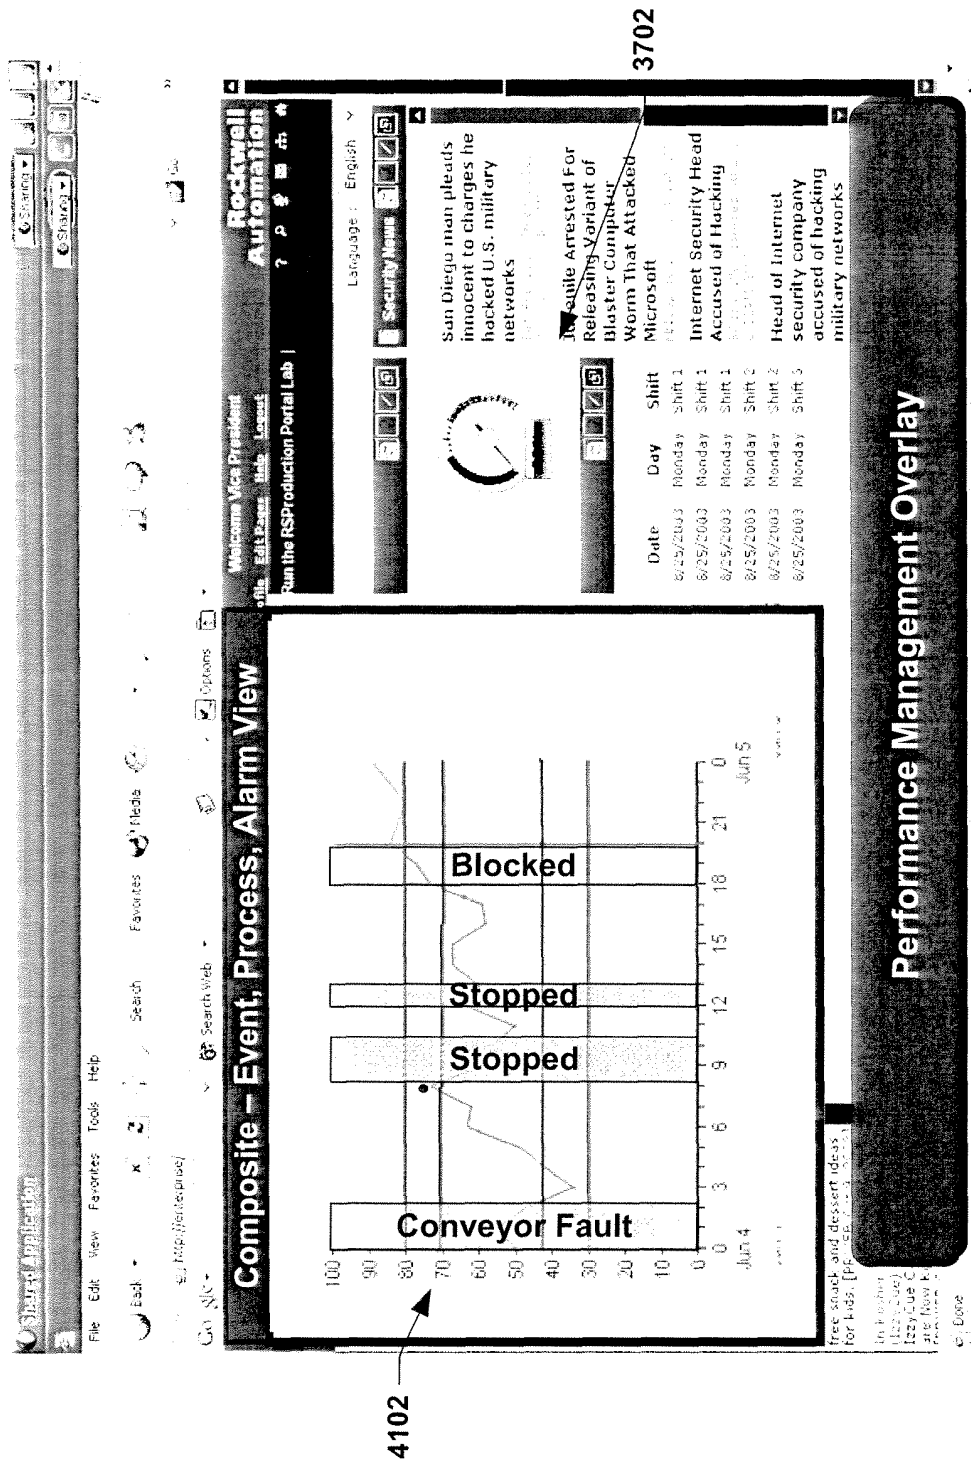 Shared Application
Sharing
Sharing
File Edit View Favorites Tools Help
Back
Search
Favorites
Media
http://enterprise/
Go
Search Web
Options
Welcome Vice President
Edit Pages Help Logout
Rockwell
Automation
Run the RSProduction Portal Lab |
Language : English
Composite – Event, Process, Alarm View
100
90
80
70
60
50
40
30
20
10
0
Conveyor Fault
Stopped
Stopped
Blocked
0 3 6 9 12 15 18 21 0
Jun 4
Jun 5
Security News
San Diego man pleads
innocent to charges he
hacked U.S. military
networks
Juvenile Arrested For
Releasing Variant of
Blaster Computer
Worm That Attacked
Microsoft
Internet Security Head
Accused of Hacking
Head of Internet
security company
accused of hacking
military networks
Date Day Shift
8/25/2003 Monday Shift 1
8/25/2003 Monday Shift 1
8/25/2003 Monday Shift 1
8/25/2003 Monday Shift 2
8/25/2003 Monday Shift 2
8/25/2003 Monday Shift 3
free snack and dessert ideas
for kids.
Performance Management Overlay
Done
4102
3702